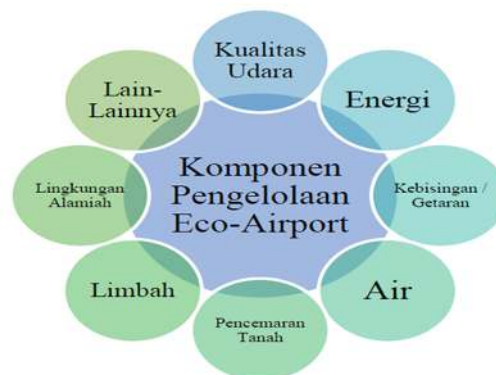 Kualitas
Udara
Energi
Kebisingan /
Getaran
Air
Pencemaran
Tanah
Limbah
Lingkungan
Alamiah
Lain-
Lainnya
Komponen
Pengelolaan
Eco-Airport